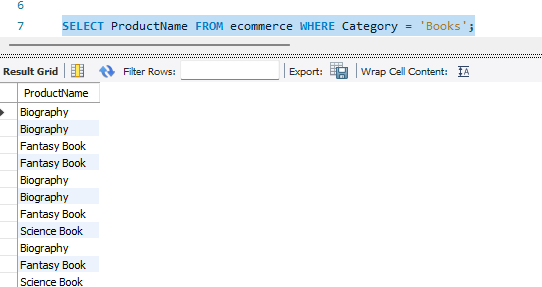 6
7 SELECT ProductName FROM ecommerce WHERE Category = 'Books';
Result Grid Filter Rows: Export: Wrap Cell Content: IA
ProductName
Biography
Biography
Fantasy Book
Fantasy Book
Biography
Biography
Fantasy Book
Science Book
Biography
Fantasy Book
Science Book